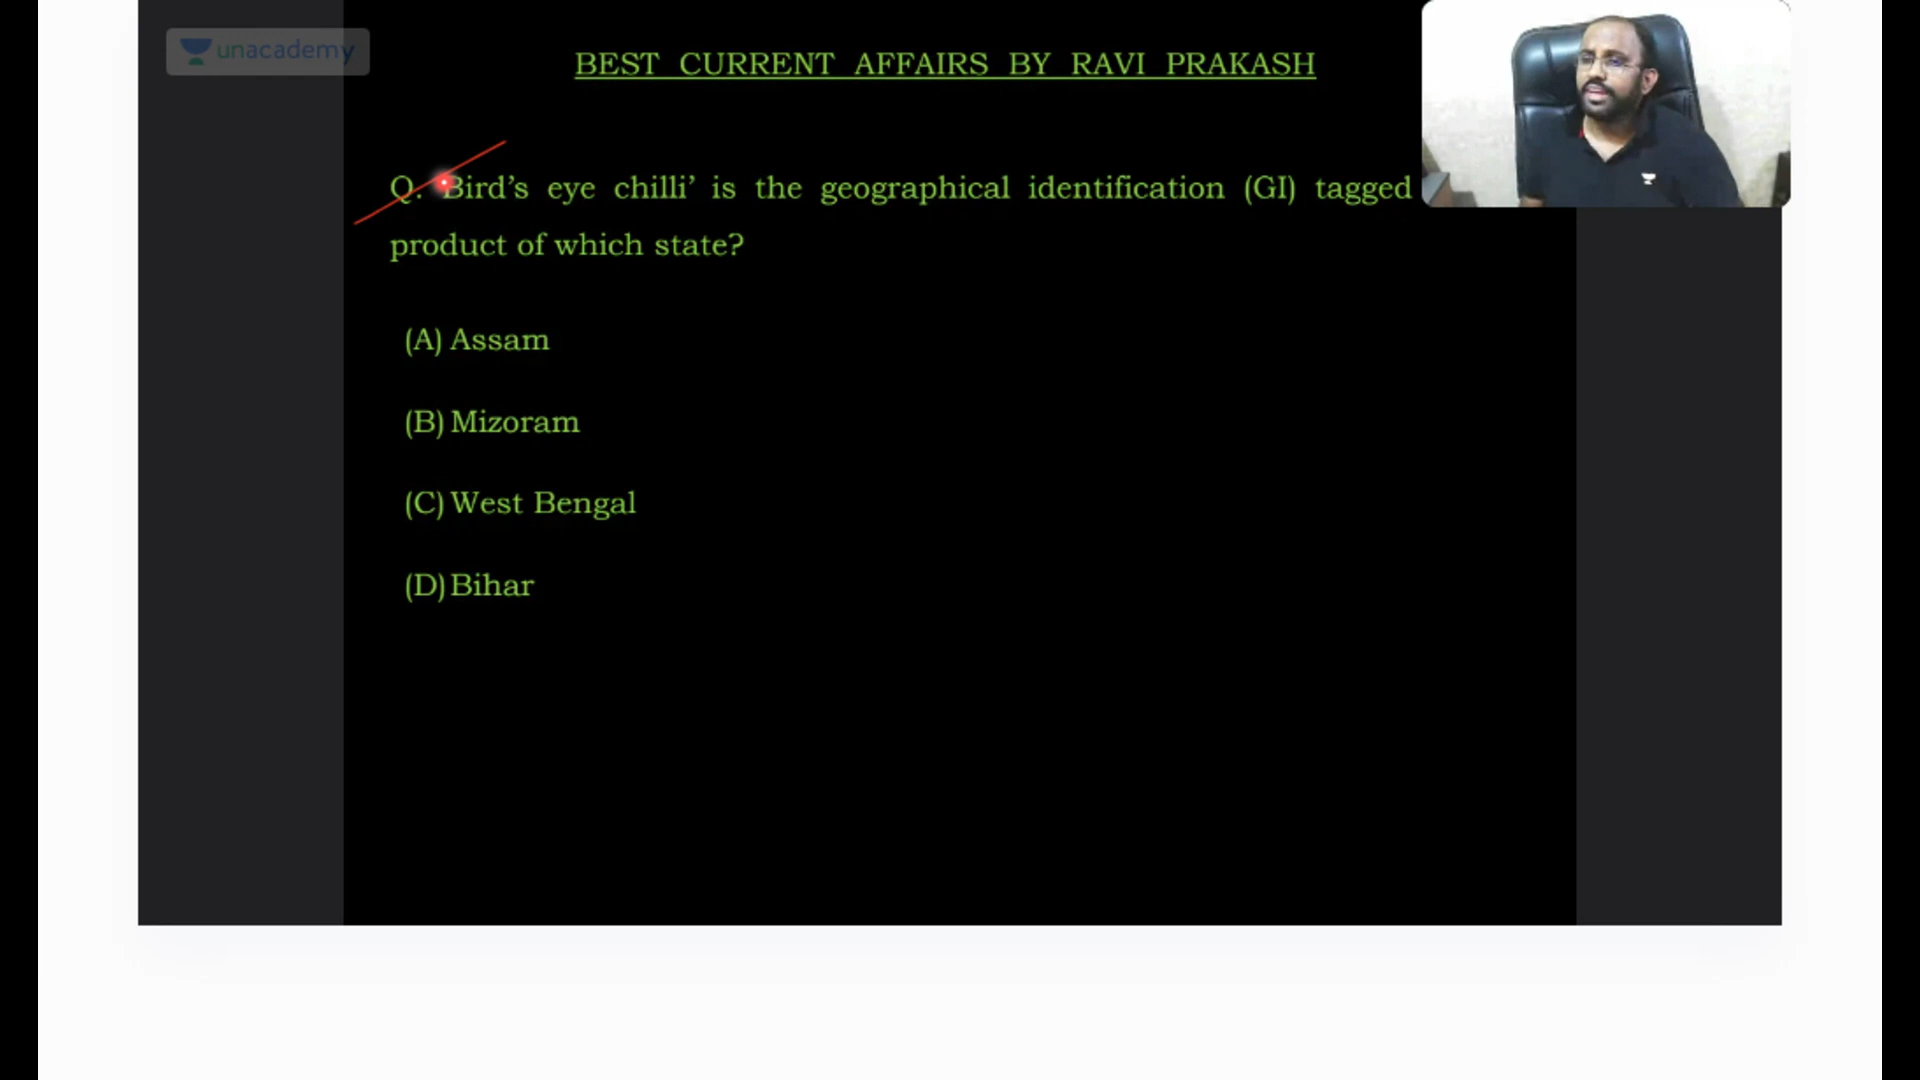 unacademy
BEST CURRENT AFFAIRS BY RAVI PRAKASH
Q. Bird’s eye chilli’ is the geographical identification (GI) tagged
product of which state?
(A) Assam
(B) Mizoram
(C) West Bengal
(D) Bihar